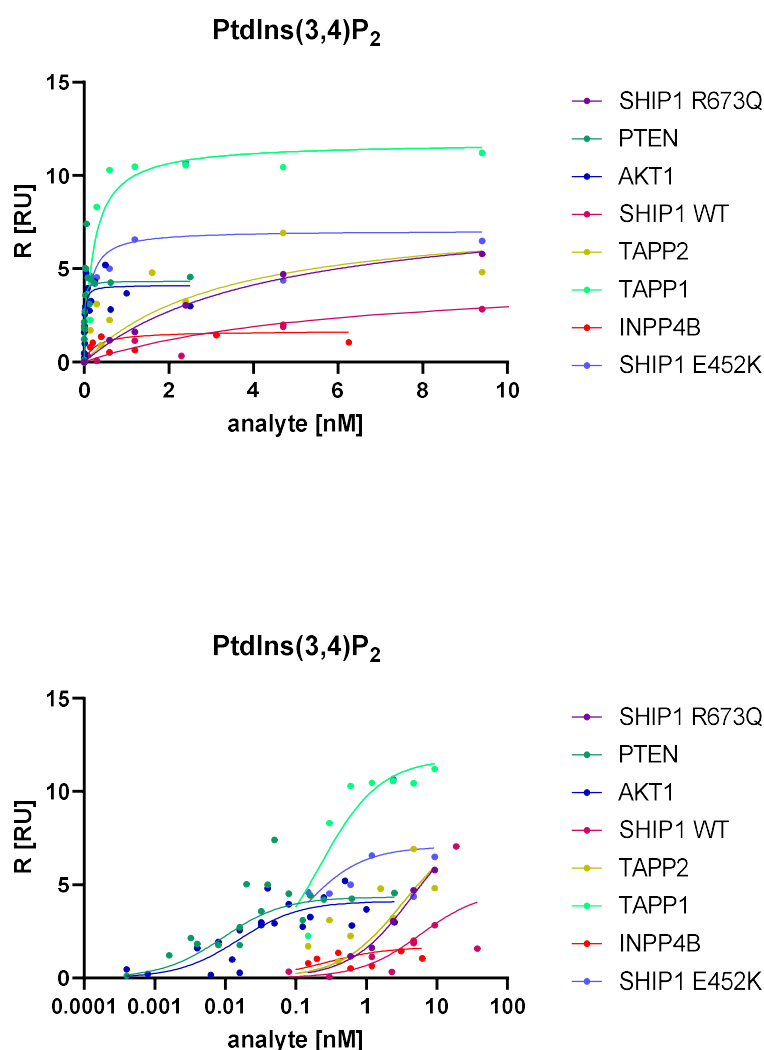 PtdIns(3,4)P₂
15
10
5
0
R [RU]
0 2 4 6 8 10
analyte [nM]
SHIP1 R673Q
PTEN
AKT1
SHIP1 WT
TAPP2
TAPP1
INPP4B
SHIP1 E452K
PtdIns(3,4)P₂
15
10
5
0
R [RU]
0.0001 0.001 0.01 0.1 1 10 100
analyte [nM]
SHIP1 R673Q
PTEN
AKT1
SHIP1 WT
TAPP2
TAPP1
INPP4B
SHIP1 E452K